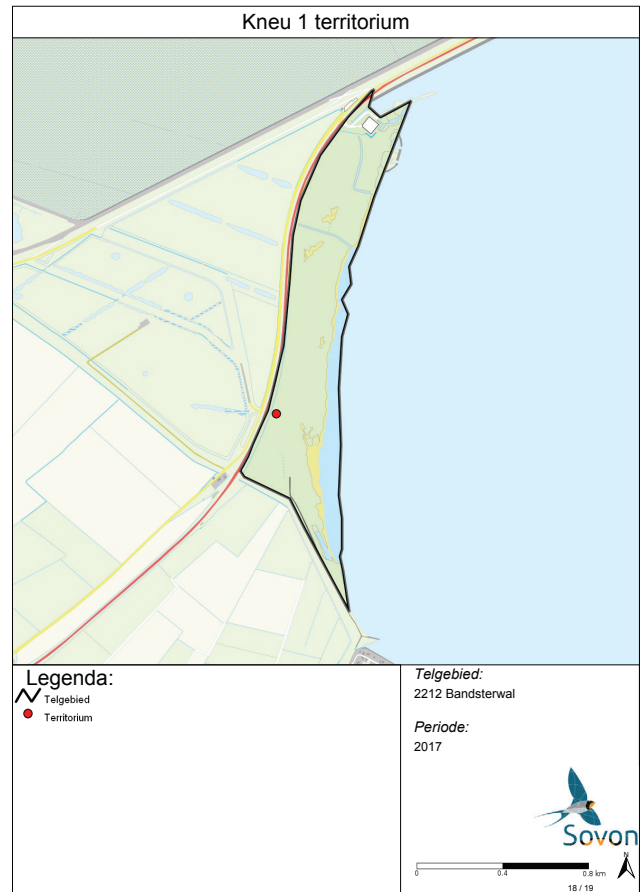 Kneu 1 territorium
Legenda:
Telgebied
Territorium
Telgebied:
2212 Bandsterwal
Periode:
2017
Sovon
N
0 0.4 0.8 km
18 / 19